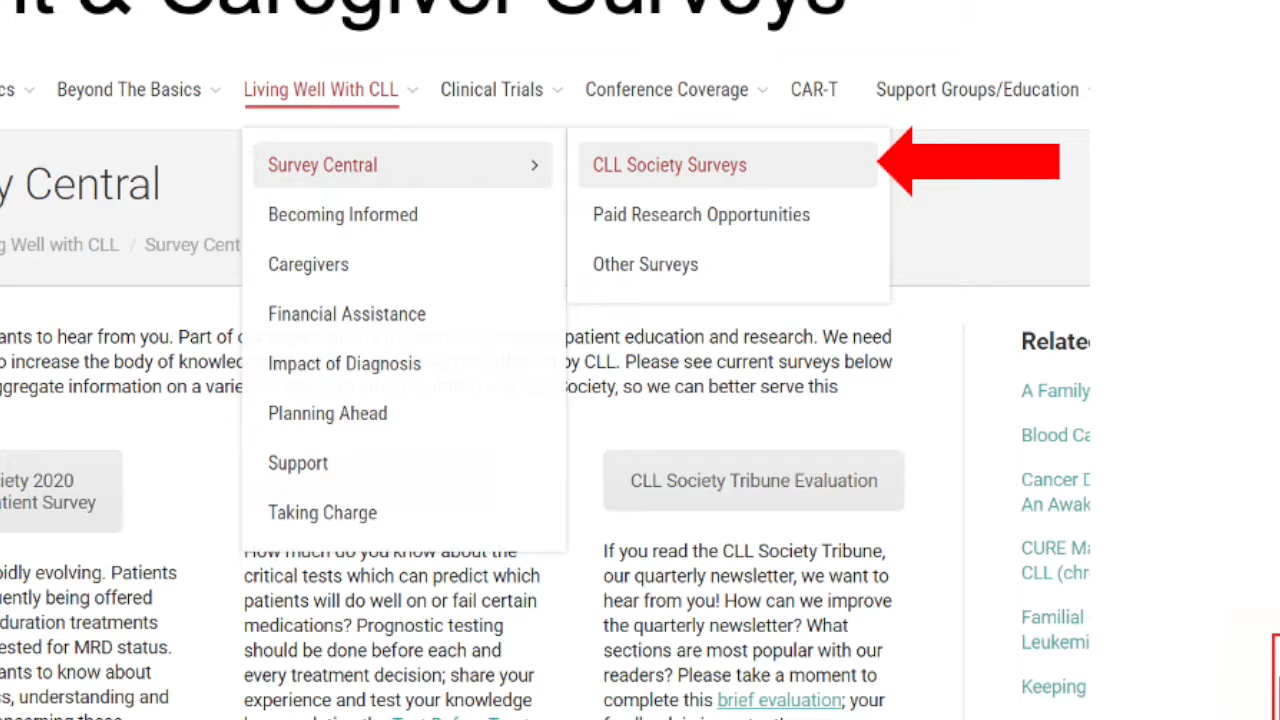 & Caregiver Surveys
Beyond The Basics
Living Well With CLL
Clinical Trials
Conference Coverage
CAR-T
Support Groups/Education
Survey Central
Becoming Informed
Caregivers
Financial Assistance
Impact of Diagnosis
Planning Ahead
Support
Taking Charge
CLL Society Surveys
Paid Research Opportunities
Other Surveys
y Central
g Well with CLL / Survey Cent
ants to hear from you. Part of patient education and research. We need
o increase the body of knowled by CLL. Please see current surveys below
ggregate information on a varie Society, so we can better serve this
iety 2020
tient Survey
pidly evolving. Patients
uently being offered
duration treatments
ested for MRD status.
ants to know about
s, understanding and
How much do you know about the
critical tests which can predict which
patients will do well on or fail certain
medications? Prognostic testing
should be done before each and
every treatment decision; share your
experience and test your knowledge
CLL Society Tribune Evaluation
If you read the CLL Society Tribune,
our quarterly newsletter, we want to
hear from you! How can we improve
the quarterly newsletter? What
sections are most popular with our
readers? Please take a moment to
complete this brief evaluation; your
Relate
A Family
Blood Ca
Cancer D
An Awak
CURE Ma
CLL (chr
Familial
Leukemi
Keeping